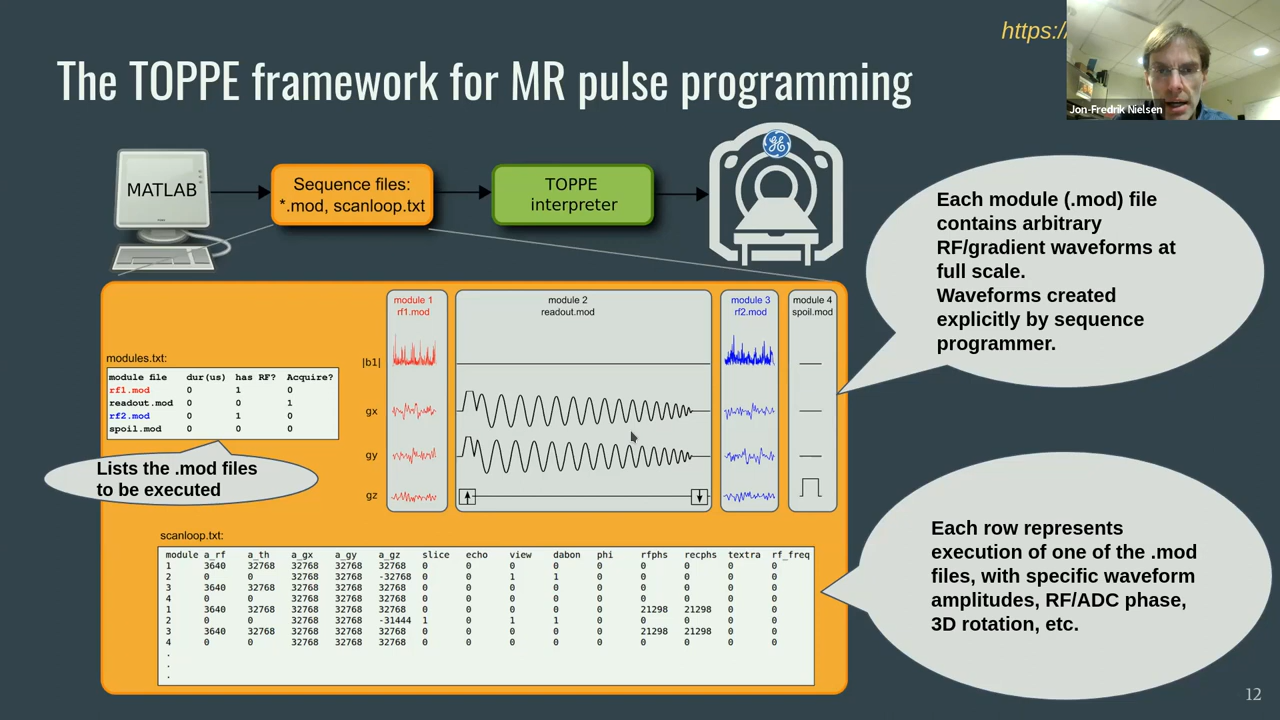 https://
The TOPPE framework for MR pulse programming
Jon-Fredrik Nielsen
MATLAB
Sequence files:
*.mod, scanloop.txt
TOPPE
interpreter
GE
Each module (.mod) file
contains arbitrary
RF/gradient waveforms at
full scale.
Waveforms created
explicitly by sequence
programmer.
module 1
rf1.mod
module 2
readout.mod
module 3
rf2.mod
module 4
spoil.mod
|b1|
gx
gy
gz
modules.txt:
module file dur(us) has RF? Acquire?
rf1.mod 0 1 0
readout.mod 0 0 1
rf2.mod 0 1 0
spoil.mod 0 0 0
Lists the .mod files
to be executed
scanloop.txt:
module a_rf a_th a_gx a_gy a_gz slice echo view dabon phi rfphs recphs textra rf_freq
1 3640 32768 32768 32768 32768 0 0 0 0 0 0 0 0 0
2 0 0 32768 32768 -32768 0 0 1 1 0 0 0 0 0
3 3640 32768 32768 32768 32768 0 0 0 0 0 0 0 0 0
4 0 0 32768 32768 32768 0 0 0 0 0 0 0 0 0
1 3640 32768 32768 32768 32768 0 0 0 0 0 21298 21298 0 0
2 0 0 32768 32768 -31444 1 0 1 1 0 0 0 0 0
3 3640 32768 32768 32768 32768 0 0 0 0 0 21298 21298 0 0
4 0 0 32768 32768 32768 0 0 0 0 0 0 0 0 0
.
.
.
Each row represents
execution of one of the .mod
files, with specific waveform
amplitudes, RF/ADC phase,
3D rotation, etc.
12